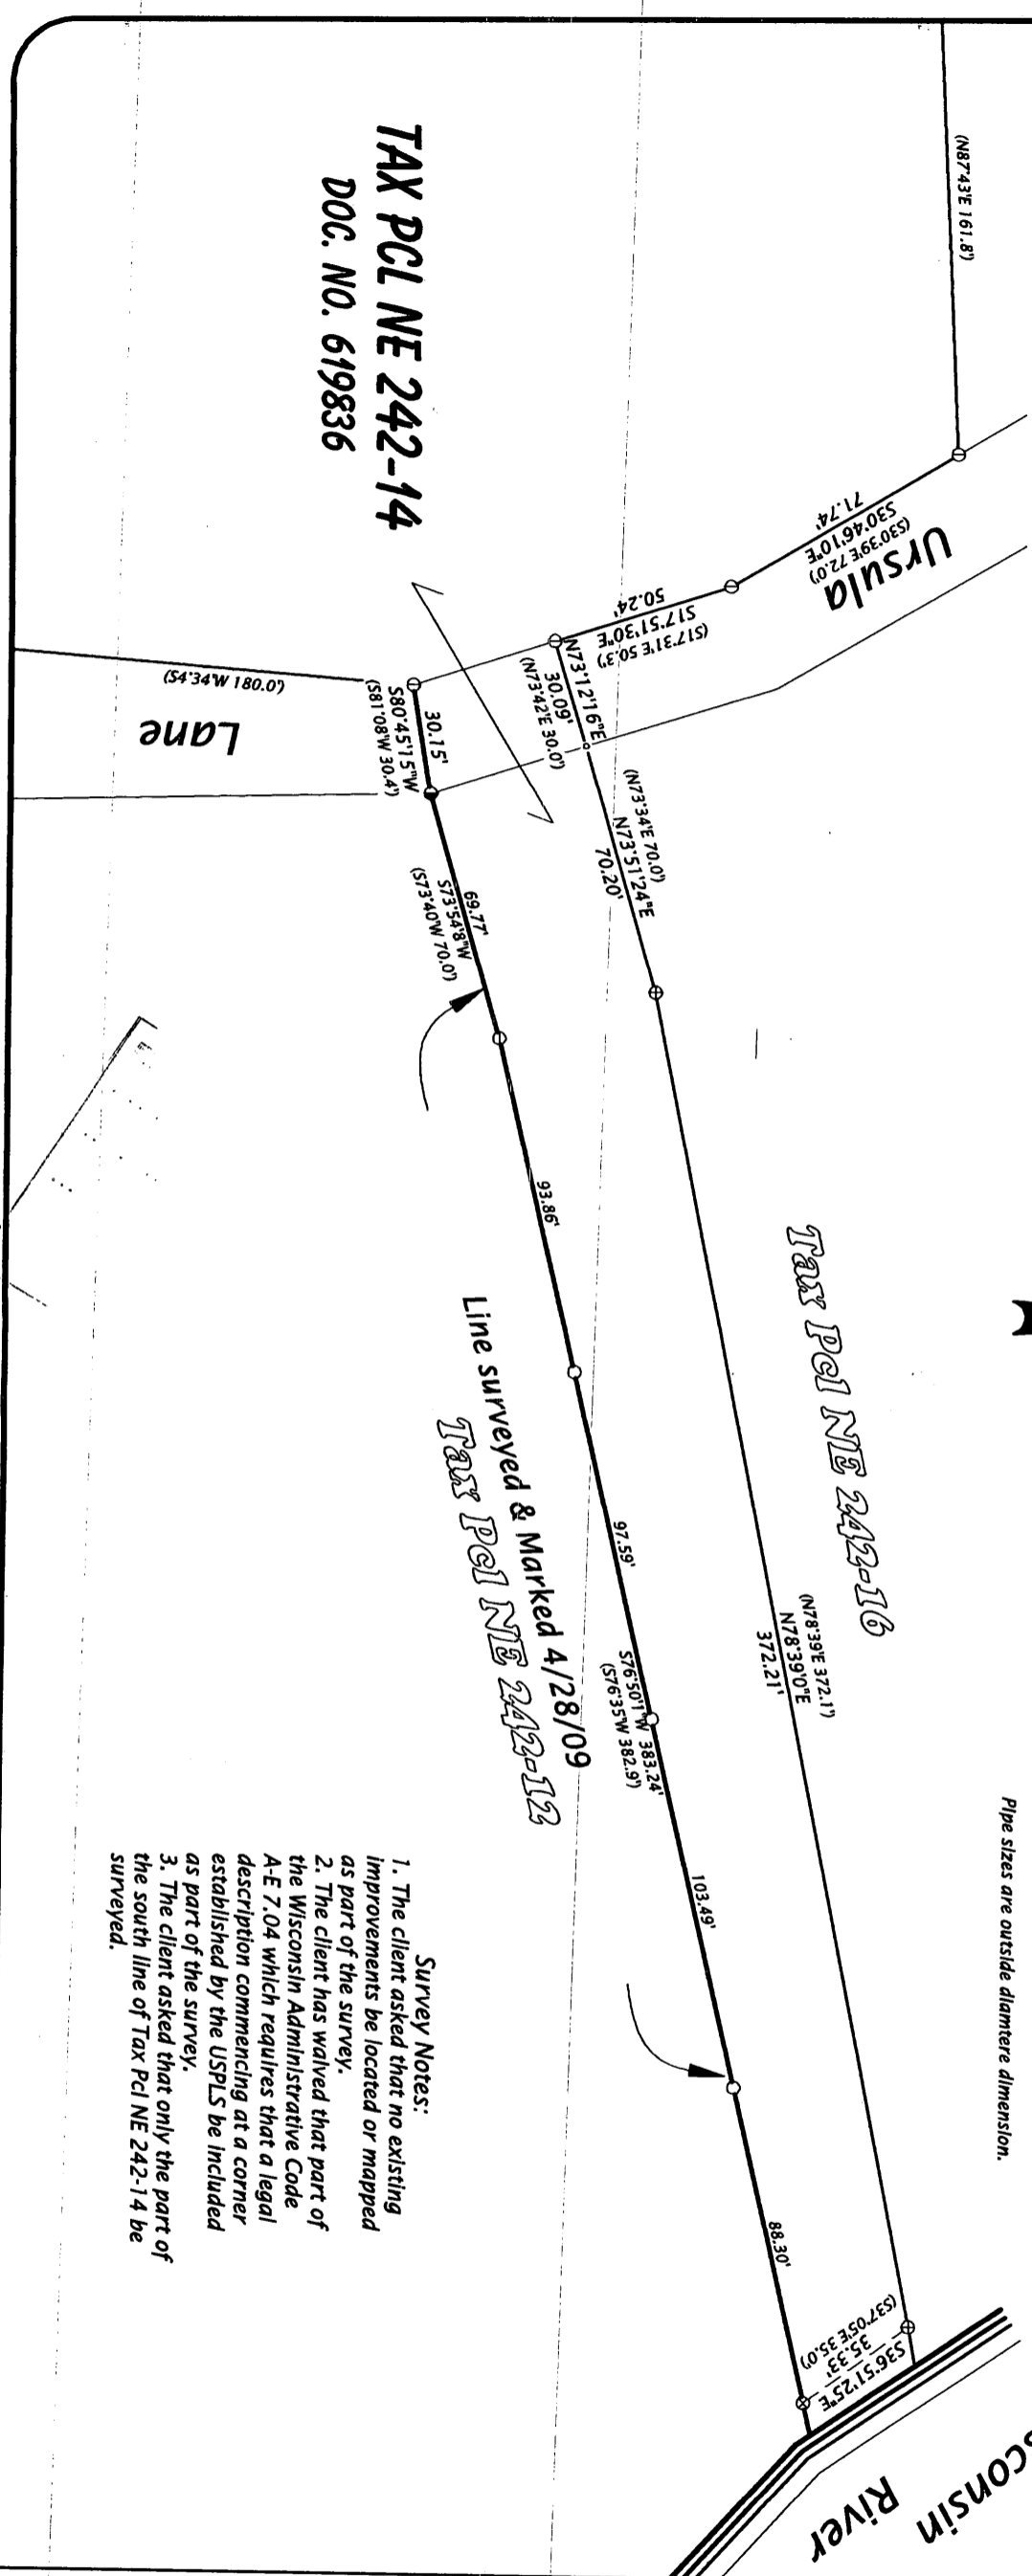 (N87°43'E 161.8')
TAX PCL NE 242-14
DOC. NO. 619836
Ursula
(S30°39'E 72.0')
S30°46'10"E
71.74'
(S17°31'E 50.3')
S17°51'30"E
50.24'
N73°12'16"E
30.09'
(N73°42'E 30.0')
(S4°34'W 180.0')
Lane
30.15'
S80°45'15"W
(S81°08'W 30.4')
(N73°34'E 70.0')
N73°51'24"E
70.20'
69.77'
S73°54'8"W
(S73°40'W 70.0')
93.86'
Tax Pcl NE 242-16
Line surveyed & Marked 4/28/09
Tax Pcl NE 242-12
97.59'
(N78°39'E 372.1')
N78°39'0"E
372.21'
S76°50'1"W 383.24'
(S76°35'W 382.9')
103.49'
88.30'
Pipe sizes are outside diamtere dimension.
Survey Notes:
1. The client asked that no existing
improvements be located or mapped
as part of the survey.
2. The client has waived that part of
the Wisconsin Administrative Code
A-E 7.04 which requires that a legal
description commencing at a corner
established by the USPLS be included
as part of the survey.
3. The client asked that only the part of
the south line of Tax Pcl NE 242-14 be
surveyed.
S36°51'25"E
35.33'
(S37°05'E 35.0')
consin
River